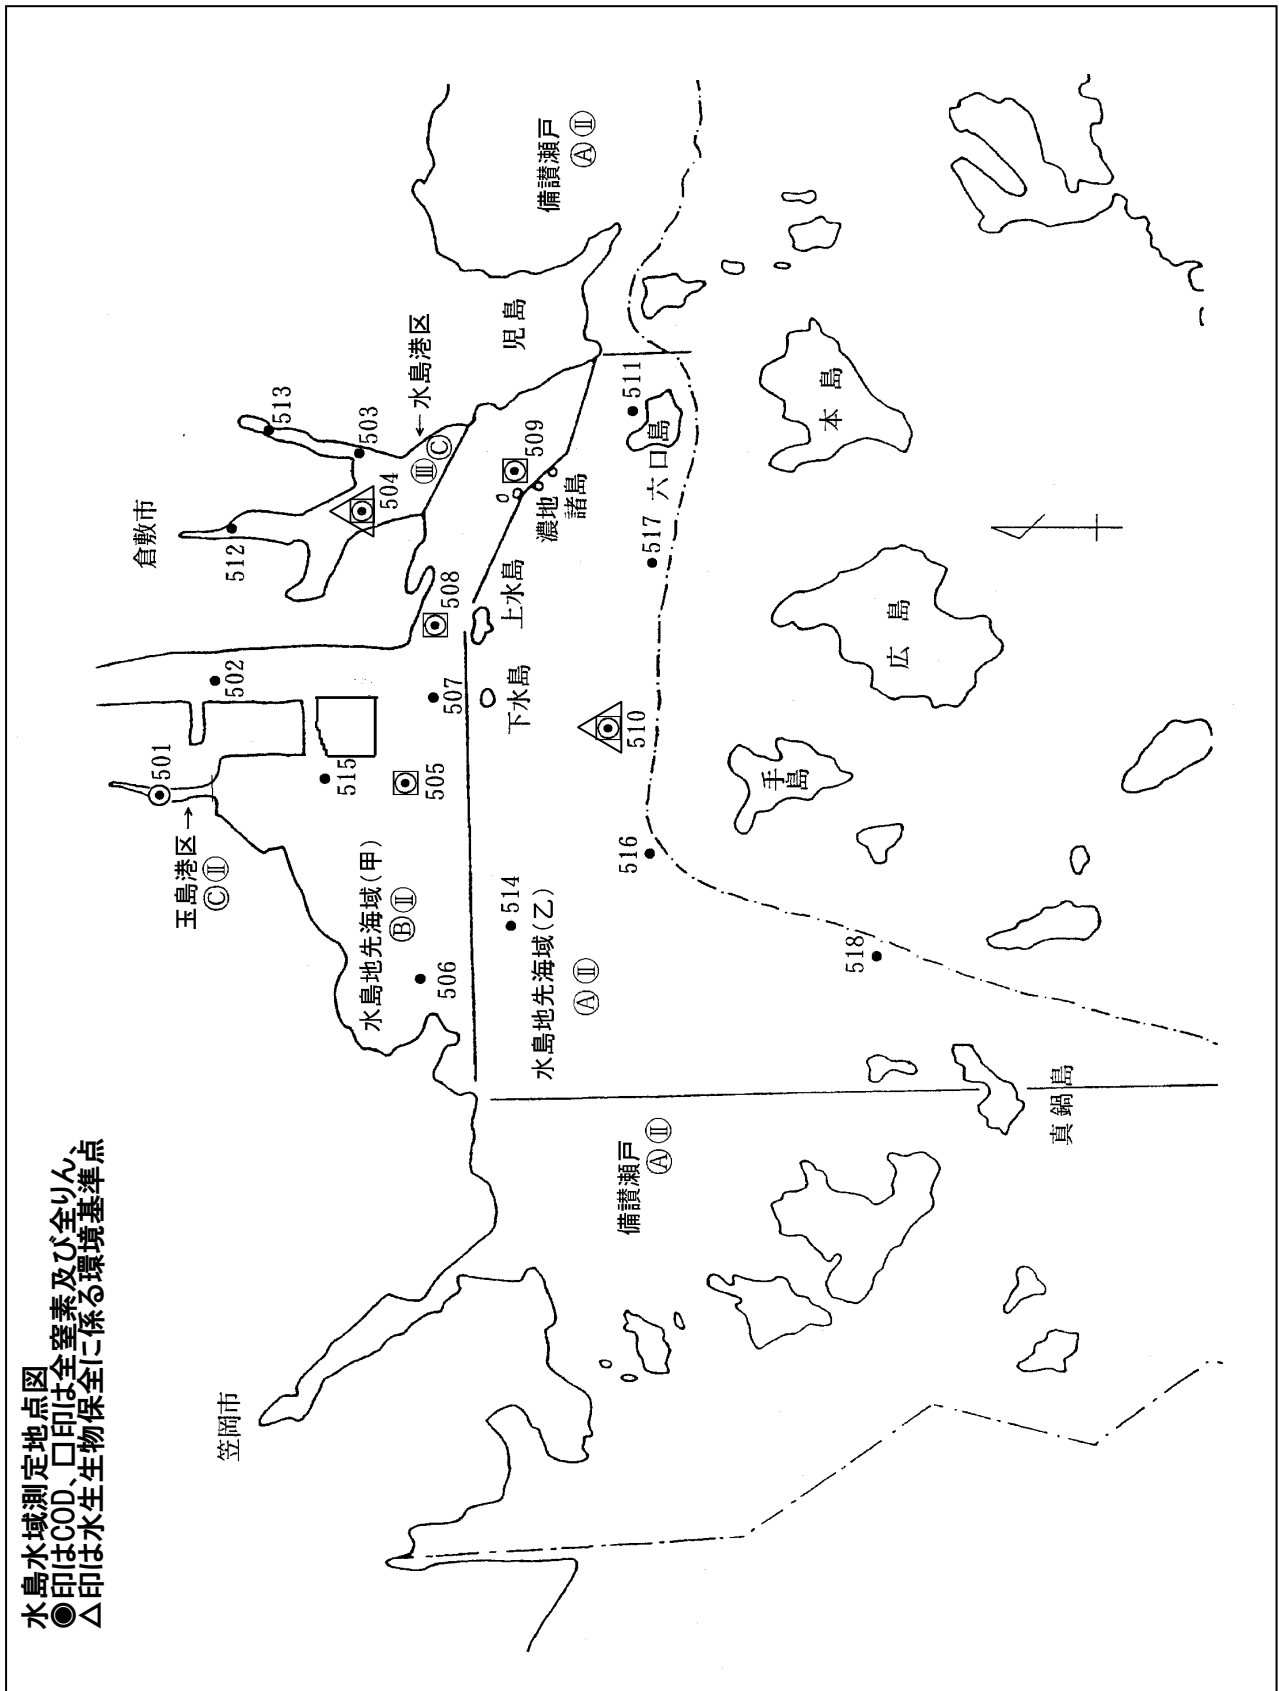 水島水域測定地点図
◉印はCOD、□印は全窒素及び全りん、
△印は水生生物保全に係る環境基準点
笠岡市
倉敷市
玉島港区
Ⓒ Ⅱ
水島港区
Ⅲ Ⓒ
児島
備讃瀬戸
Ⓐ Ⅱ
水島地先海域(甲)
Ⓑ Ⅱ
水島地先海域(乙)
Ⓐ Ⅱ
備讃瀬戸
Ⓐ Ⅱ
下水島
上水島
濃地
諸島
六口島
本島
広島
手島
真鍋島
501
502
503
504
505
506
507
508
509
510
511
512
513
514
515
516
517
518